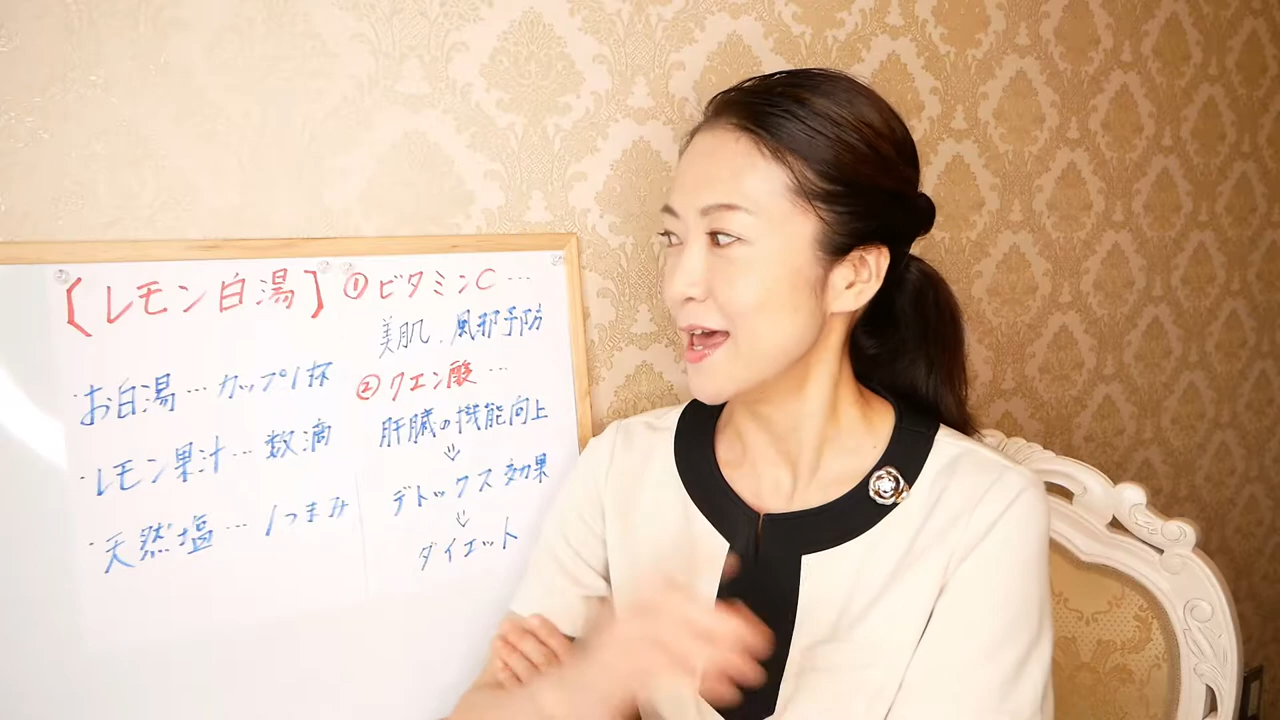 【レモン白湯】
・お白湯…カップ1杯
・レモン果汁…数滴
・天然塩…1つまみ
①ビタミンC…
美肌、風邪予防
②クエン酸…
肝臓の機能向上
⇓
デトックス効果
⇓
ダイエット